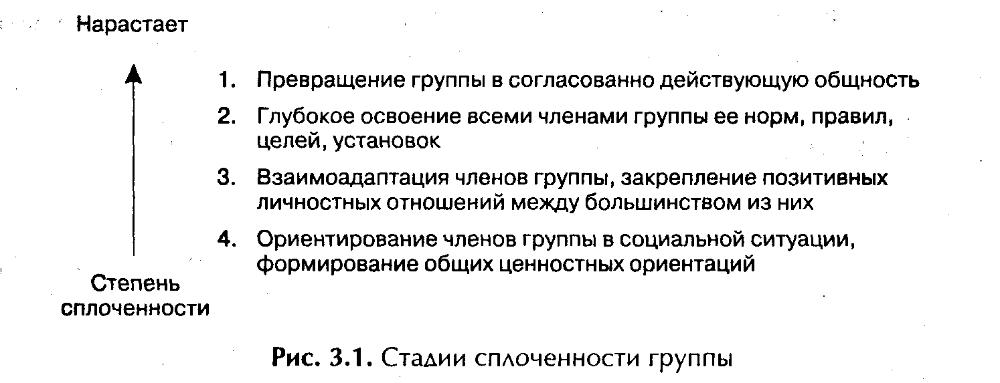 Нарастает
1. Превращение группы в согласованно действующую общность
2. Глубокое освоение всеми членами группы ее норм, правил,
целей, установок
3. Взаимоадаптация членов группы, закрепление позитивных
личностных отношений между большинством из них
4. Ориентирование членов группы в социальной ситуации,
формирование общих ценностных ориентаций
Степень
сплоченности
Рис. 3.1. Стадии сплоченности группы